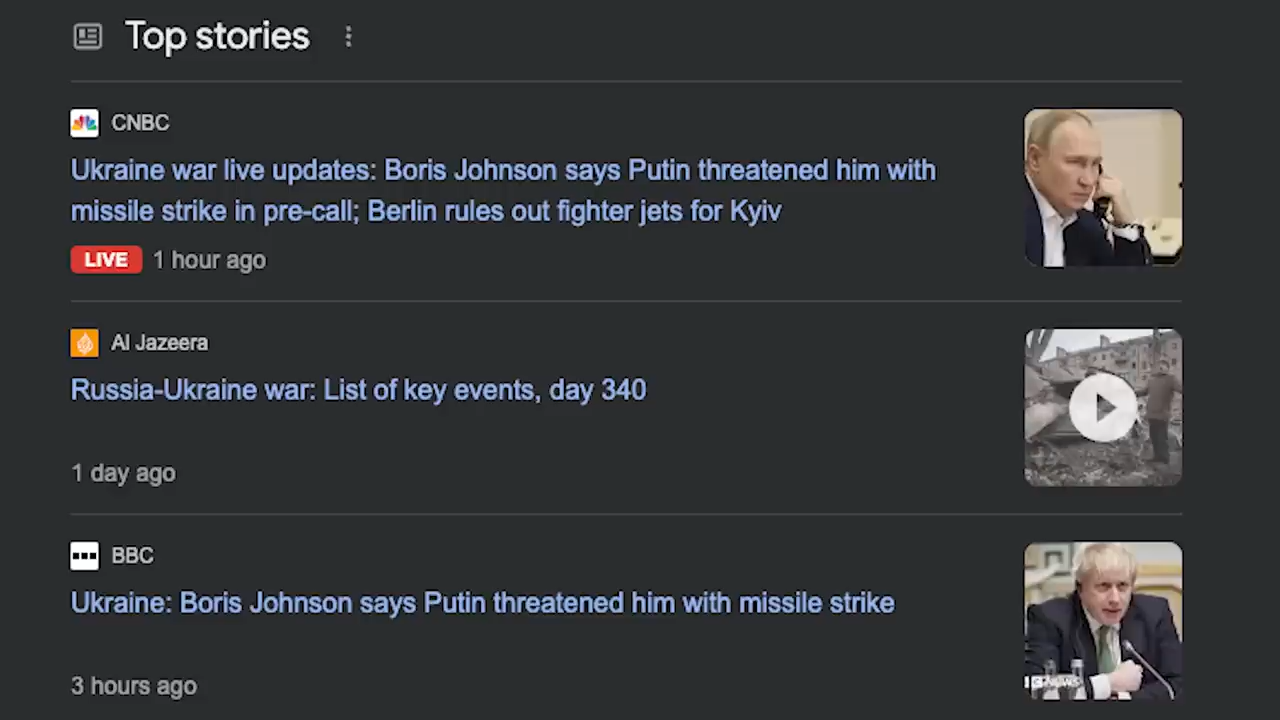 Top stories
CNBC
Ukraine war live updates: Boris Johnson says Putin threatened him with
missile strike in pre-call; Berlin rules out fighter jets for Kyiv
LIVE 1 hour ago
Al Jazeera
Russia-Ukraine war: List of key events, day 340
1 day ago
BBC
Ukraine: Boris Johnson says Putin threatened him with missile strike
NEWS
3 hours ago